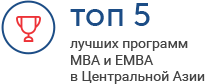 топ 5
лучших программ
MBA и EMBA
в Центральной Азии